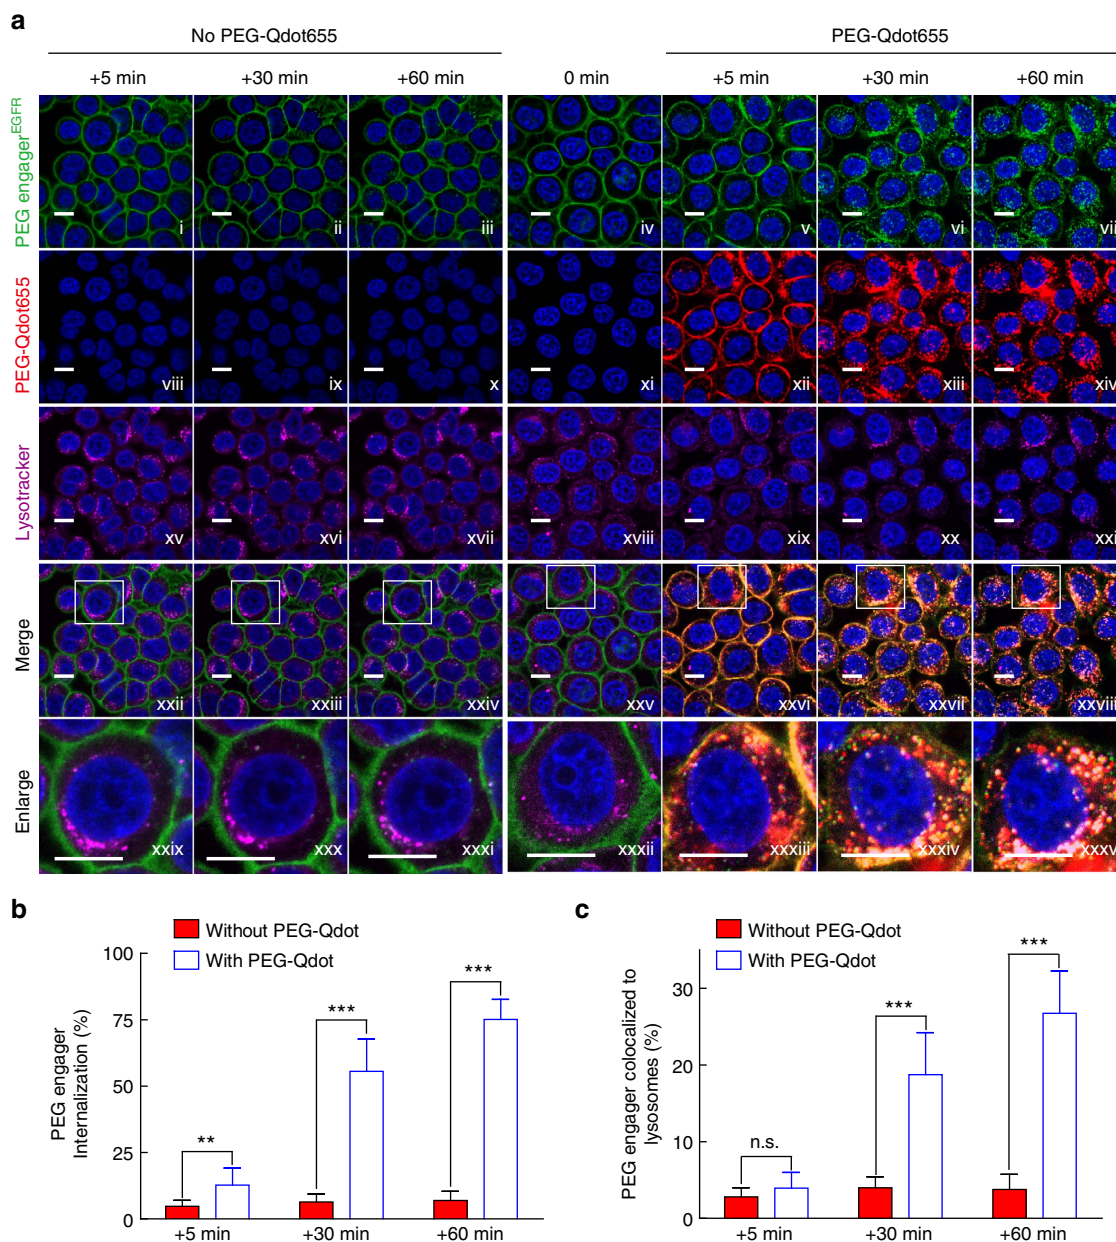 a
No PEG-Qdot655
PEG-Qdot655
+5 min
+30 min
+60 min
0 min
+5 min
+30 min
+60 min
PEG engager^EGFR
i
ii
iii
iv
v
vi
vii
PEG-Qdot655
viii
ix
x
xi
xii
xiii
xiv
Lysotracker
xv
xvi
xvii
xviii
xix
xx
xxi
Merge
xxii
xxiii
xxiv
xxv
xxvi
xxvii
xxviii
Enlarge
xxix
xxx
xxxi
xxxii
xxxiii
xxxiv
xxxv
b
Without PEG-Qdot
With PEG-Qdot
PEG engager
Internalization (%)
100
75
50
25
0
**
***
***
+5 min
+30 min
+60 min
c
Without PEG-Qdot
With PEG-Qdot
PEG engager colocalized to
lysosomes (%)
30
20
10
0
n.s.
***
***
+5 min
+30 min
+60 min